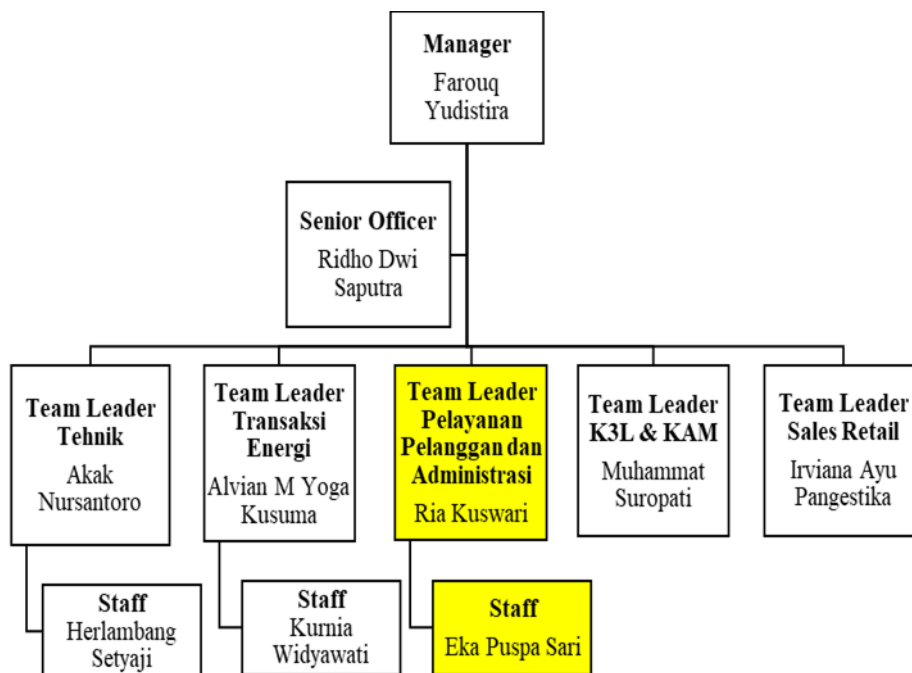 Manager
Farouq
Yudistira
Senior Officer
Ridho Dwi
Saputra
Team Leader
Tehnik
Akak
Nursantoro
Team Leader
Transaksi
Energi
Alvian M Yoga
Kusuma
Team Leader
Pelayanan
Pelanggan dan
Administrasi
Ria Kuswari
Team Leader
K3L & KAM
Muhammat
Suropati
Team Leader
Sales Retail
Irviana Ayu
Pangestika
Staff
Herlambang
Setyaji
Staff
Kurnia
Widyawati
Staff
Eka Puspa Sari